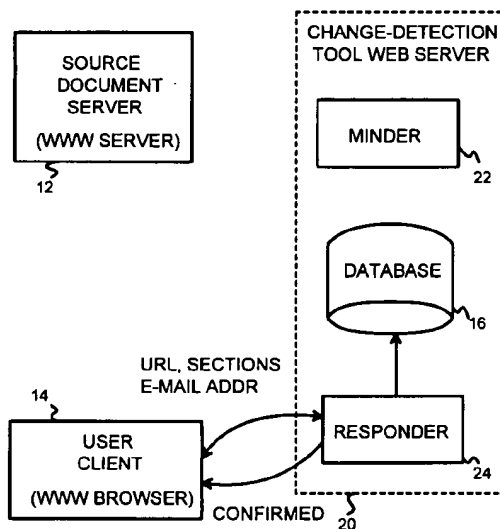 SOURCE
DOCUMENT
SERVER
(WWW SERVER)
12
CHANGE-DETECTION
TOOL WEB SERVER
MINDER
22
DATABASE
16
URL, SECTIONS
E-MAIL ADDR
14
USER
CLIENT
(WWW BROWSER)
RESPONDER
24
CONFIRMED
20